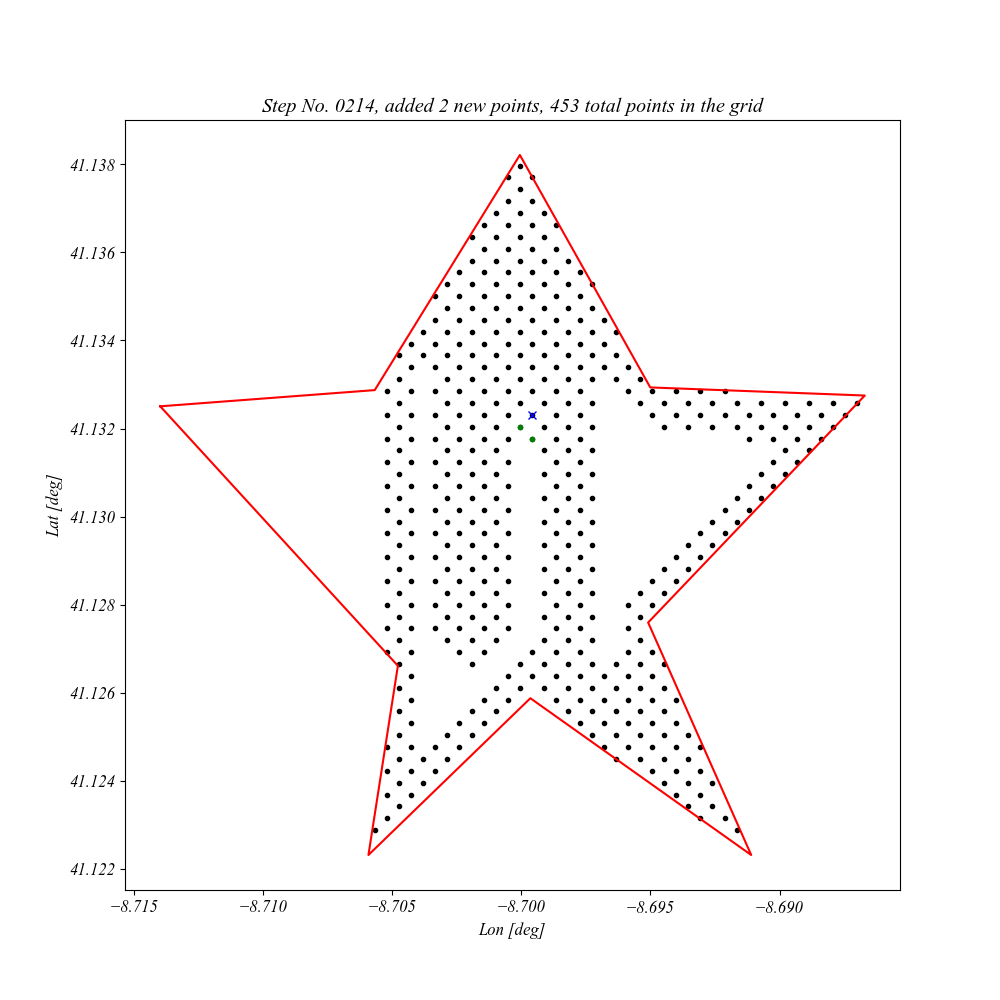 Step No. 0214, added 2 new points, 453 total points in the grid
41.138
41.136
41.134
41.132
41.130
41.128
41.126
41.124
41.122
Lat [deg]
−8.715 −8.710 −8.705 −8.700 −8.695 −8.690
Lon [deg]